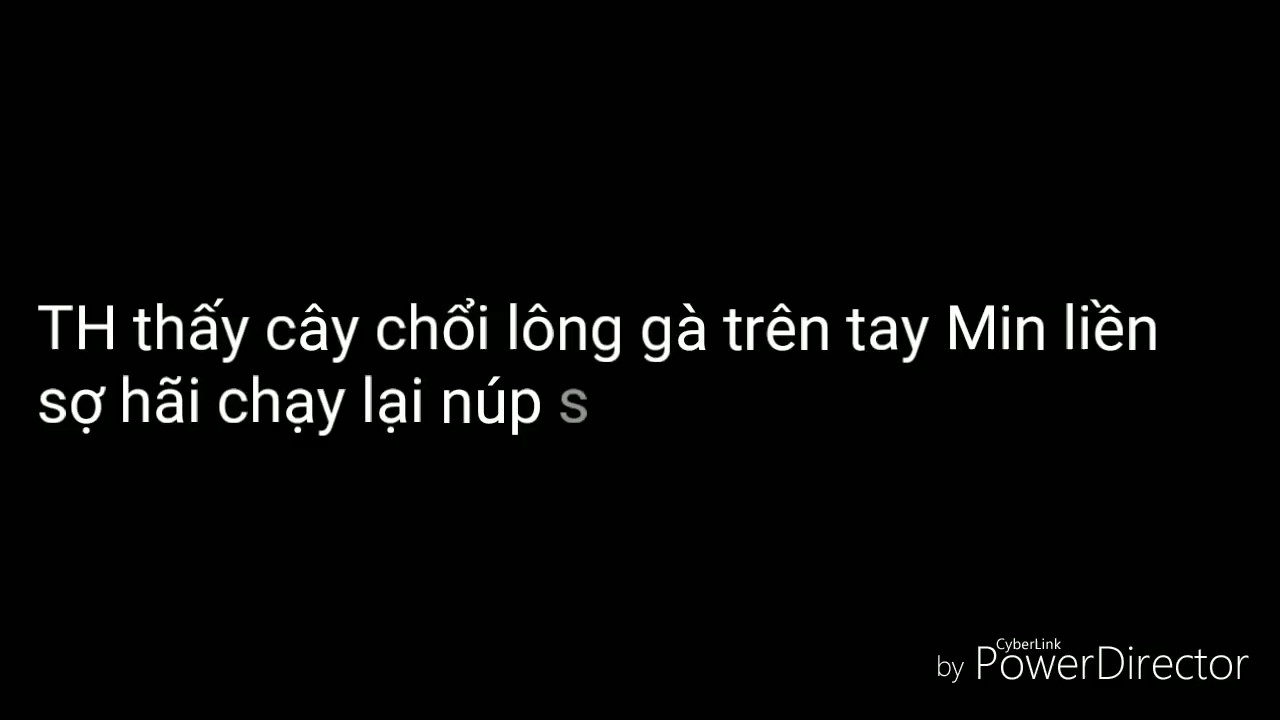 TH thấy cây chổi lông gà trên tay Min liền
sợ hãi chạy lại núp s
CyberLink
by PowerDirector